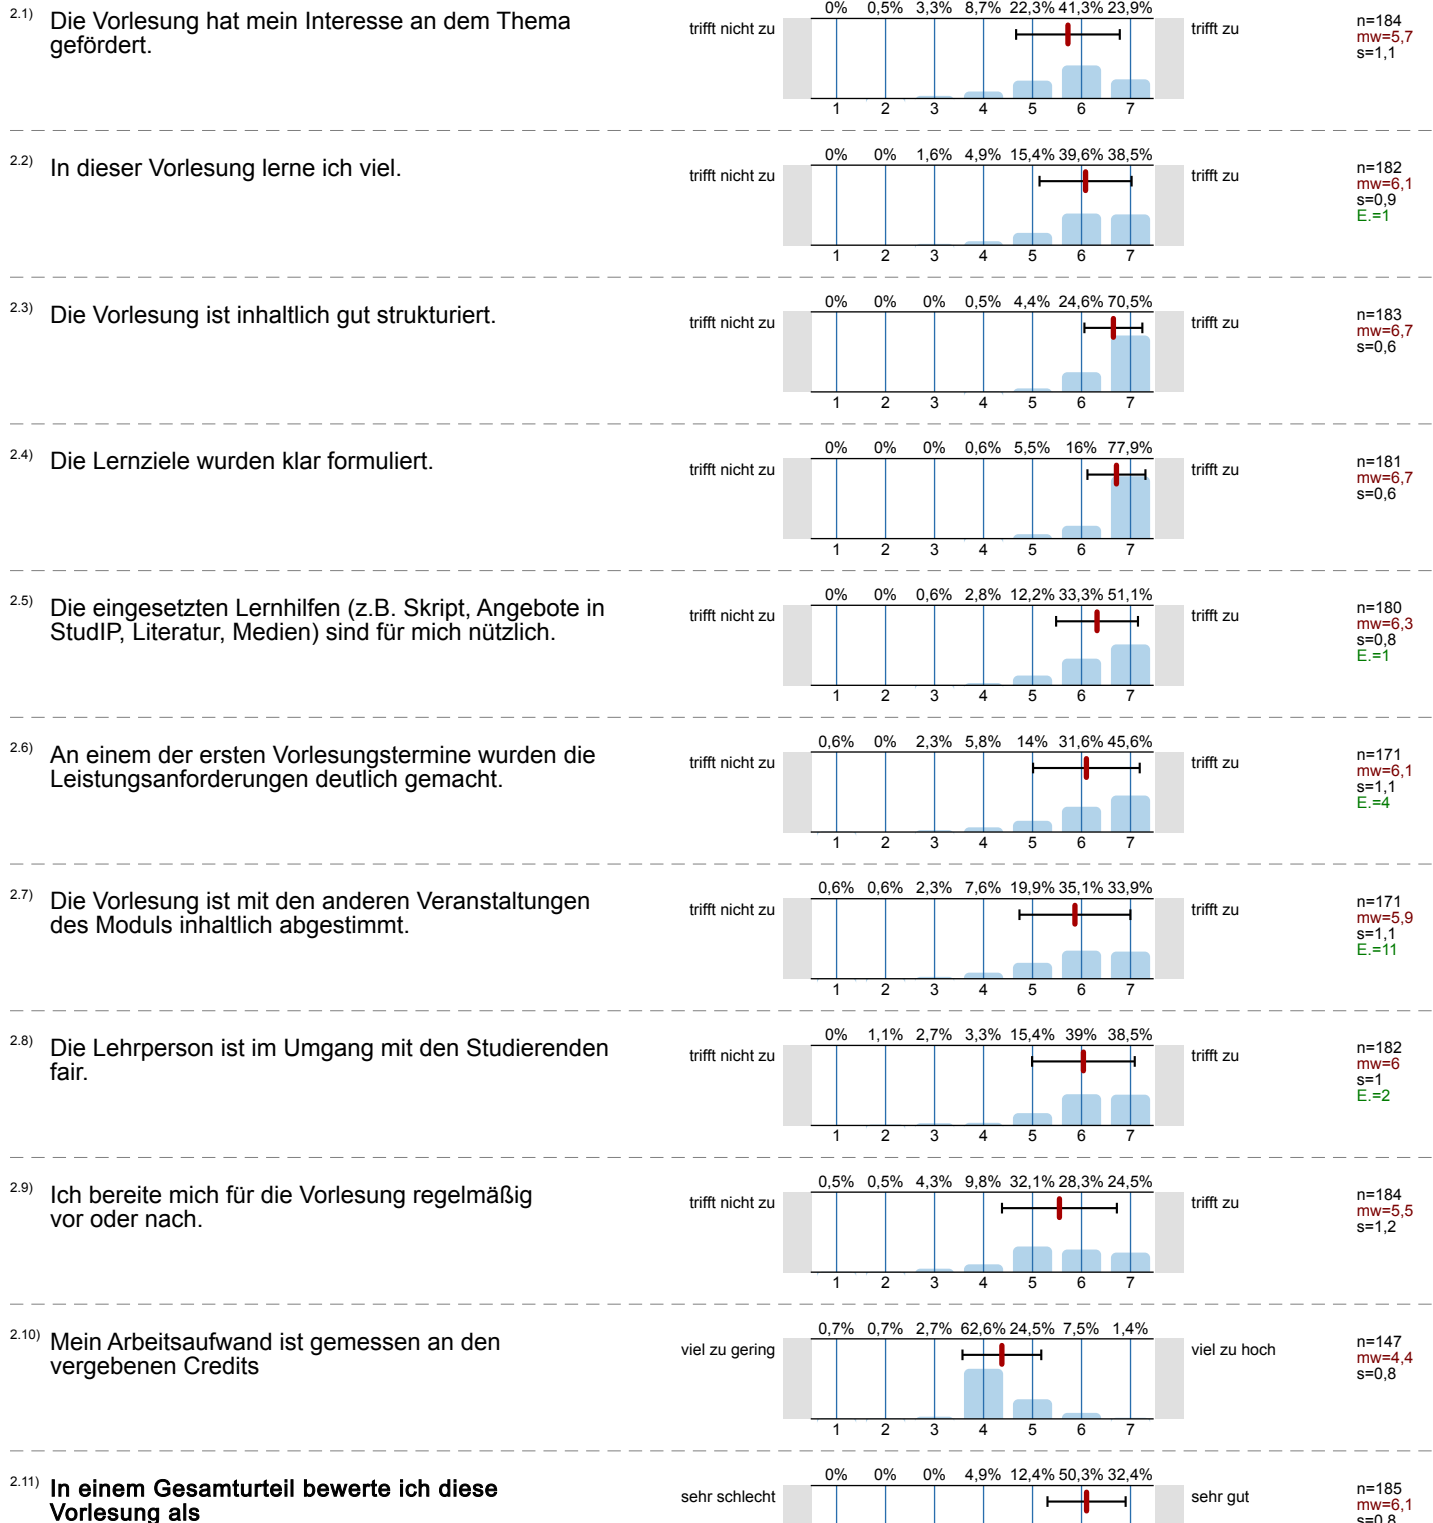 2.1) Die Vorlesung hat mein Interesse an dem Thema
gefördert.
trifft nicht zu
0% 0,5% 3,3% 8,7% 22,3% 41,3% 23,9%
1 2 3 4 5 6 7
trifft zu
n=184
mw=5,7
s=1,1
2.2) In dieser Vorlesung lerne ich viel.
trifft nicht zu
0% 0% 1,6% 4,9% 15,4% 39,6% 38,5%
1 2 3 4 5 6 7
trifft zu
n=182
mw=6,1
s=0,9
E.=1
2.3) Die Vorlesung ist inhaltlich gut strukturiert.
trifft nicht zu
0% 0% 0% 0,5% 4,4% 24,6% 70,5%
1 2 3 4 5 6 7
trifft zu
n=183
mw=6,7
s=0,6
2.4) Die Lernziele wurden klar formuliert.
trifft nicht zu
0% 0% 0% 0,6% 5,5% 16% 77,9%
1 2 3 4 5 6 7
trifft zu
n=181
mw=6,7
s=0,6
2.5) Die eingesetzten Lernhilfen (z.B. Skript, Angebote in
StudIP, Literatur, Medien) sind für mich nützlich.
trifft nicht zu
0% 0% 0,6% 2,8% 12,2% 33,3% 51,1%
1 2 3 4 5 6 7
trifft zu
n=180
mw=6,3
s=0,8
E.=1
2.6) An einem der ersten Vorlesungstermine wurden die
Leistungsanforderungen deutlich gemacht.
trifft nicht zu
0,6% 0% 2,3% 5,8% 14% 31,6% 45,6%
1 2 3 4 5 6 7
trifft zu
n=171
mw=6,1
s=1,1
E.=4
2.7) Die Vorlesung ist mit den anderen Veranstaltungen
des Moduls inhaltlich abgestimmt.
trifft nicht zu
0,6% 0,6% 2,3% 7,6% 19,9% 35,1% 33,9%
1 2 3 4 5 6 7
trifft zu
n=171
mw=5,9
s=1,1
E.=11
2.8) Die Lehrperson ist im Umgang mit den Studierenden
fair.
trifft nicht zu
0% 1,1% 2,7% 3,3% 15,4% 39% 38,5%
1 2 3 4 5 6 7
trifft zu
n=182
mw=6
s=1
E.=2
2.9) Ich bereite mich für die Vorlesung regelmäßig
vor oder nach.
trifft nicht zu
0,5% 0,5% 4,3% 9,8% 32,1% 28,3% 24,5%
1 2 3 4 5 6 7
trifft zu
n=184
mw=5,5
s=1,2
2.10) Mein Arbeitsaufwand ist gemessen an den
vergebenen Credits
viel zu gering
0,7% 0,7% 2,7% 62,6% 24,5% 7,5% 1,4%
1 2 3 4 5 6 7
viel zu hoch
n=147
mw=4,4
s=0,8
2.11) In einem Gesamturteil bewerte ich diese
Vorlesung als
sehr schlecht
0% 0% 0% 4,9% 12,4% 50,3% 32,4%
sehr gut
n=185
mw=6,1
s=0,8